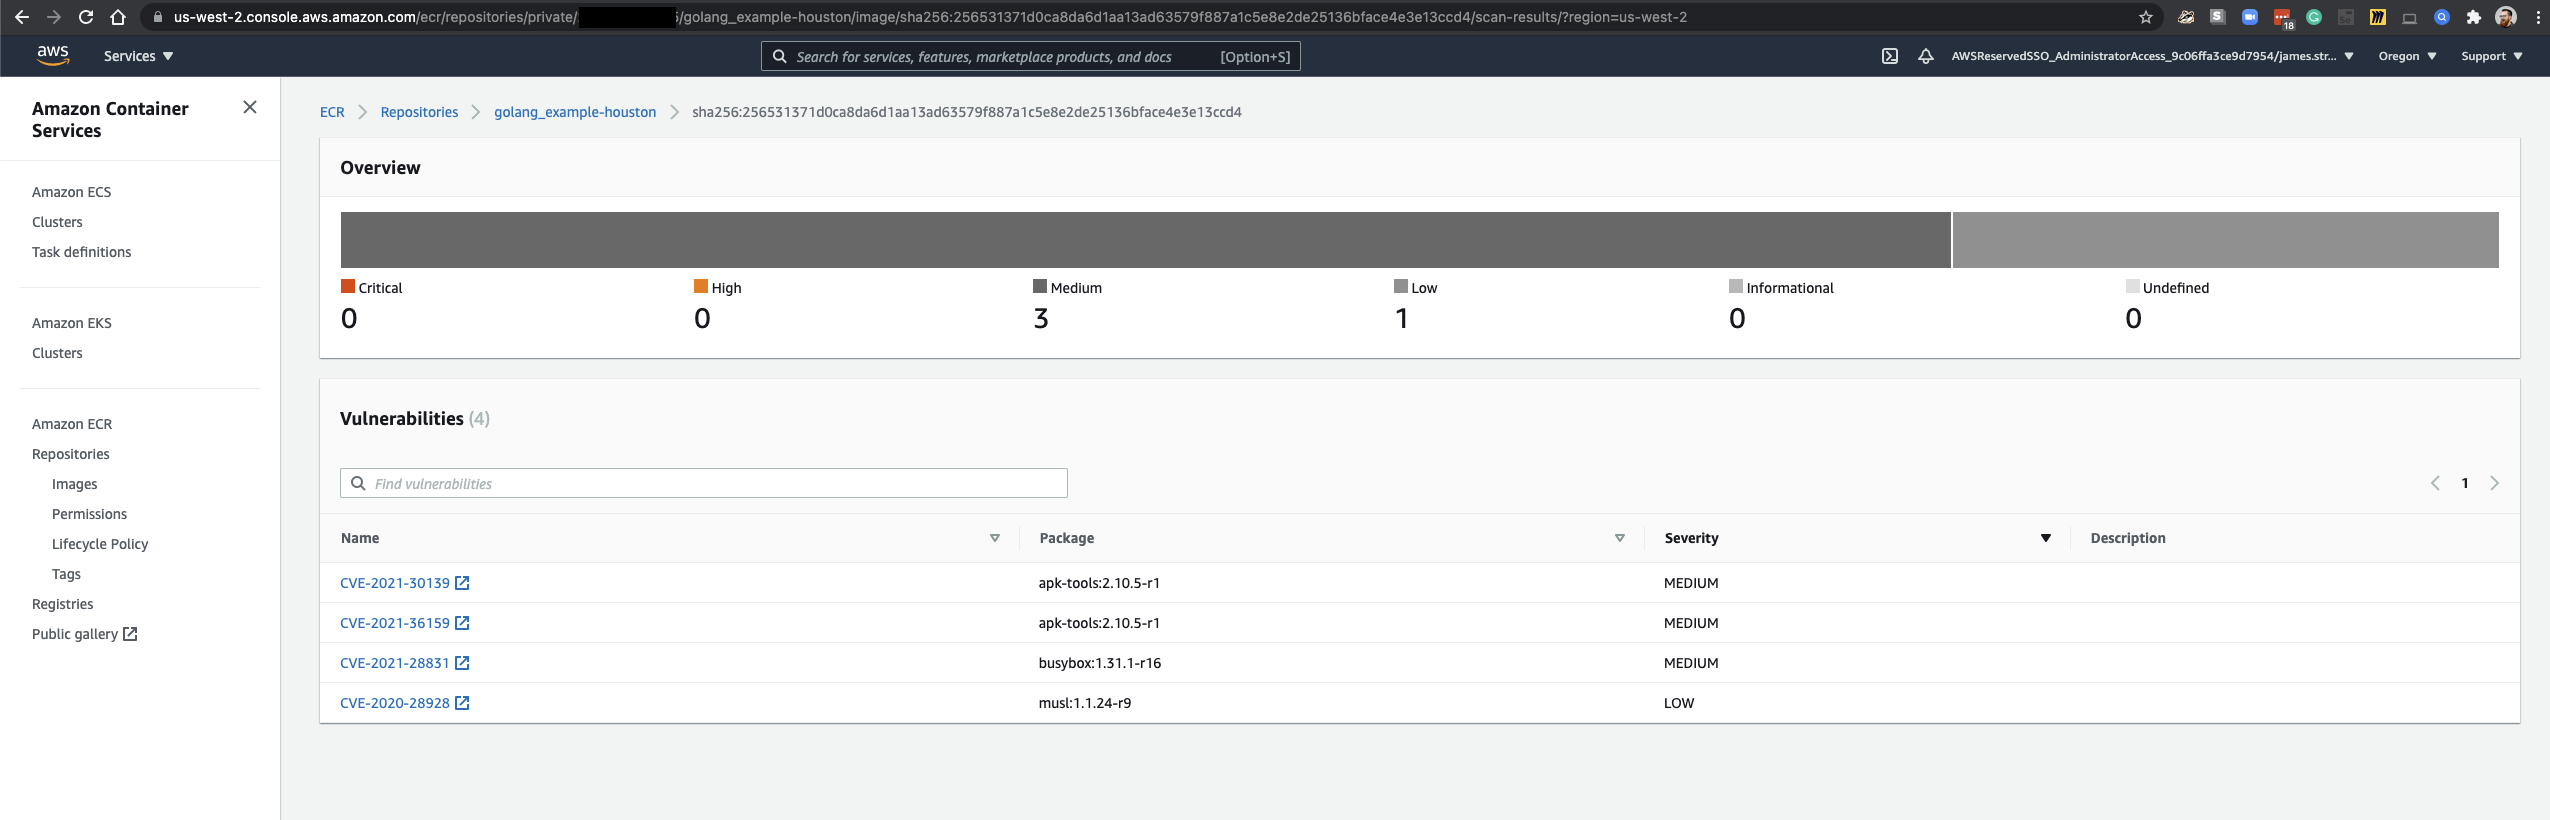 us-west-2.console.aws.amazon.com/ecr/repositories/private/ /golang_example-houston/image/sha256:256531371d0ca8da6d1aa13ad63579f887a1c5e8e2de25136bface4e3e13ccd4/scan-results/?region=us-west-2
18
aws Services Search for services, features, marketplace products, and docs [Option+S] AWSReservedSSO_AdministratorAccess_9c06ffa3ce9d7954/james.str... Oregon Support
Amazon Container
Services
Amazon ECS
Clusters
Task definitions
Amazon EKS
Clusters
Amazon ECR
Repositories
Images
Permissions
Lifecycle Policy
Tags
Registries
Public gallery
ECR Repositories golang_example-houston sha256:256531371d0ca8da6d1aa13ad63579f887a1c5e8e2de25136bface4e3e13ccd4
Overview
Critical High Medium Low Informational Undefined
0 0 3 1 0 0
Vulnerabilities (4)
Find vulnerabilities 1
Name Package Severity Description
CVE-2021-30139 apk-tools:2.10.5-r1 MEDIUM
CVE-2021-36159 apk-tools:2.10.5-r1 MEDIUM
CVE-2021-28831 busybox:1.31.1-r16 MEDIUM
CVE-2020-28928 musl:1.1.24-r9 LOW